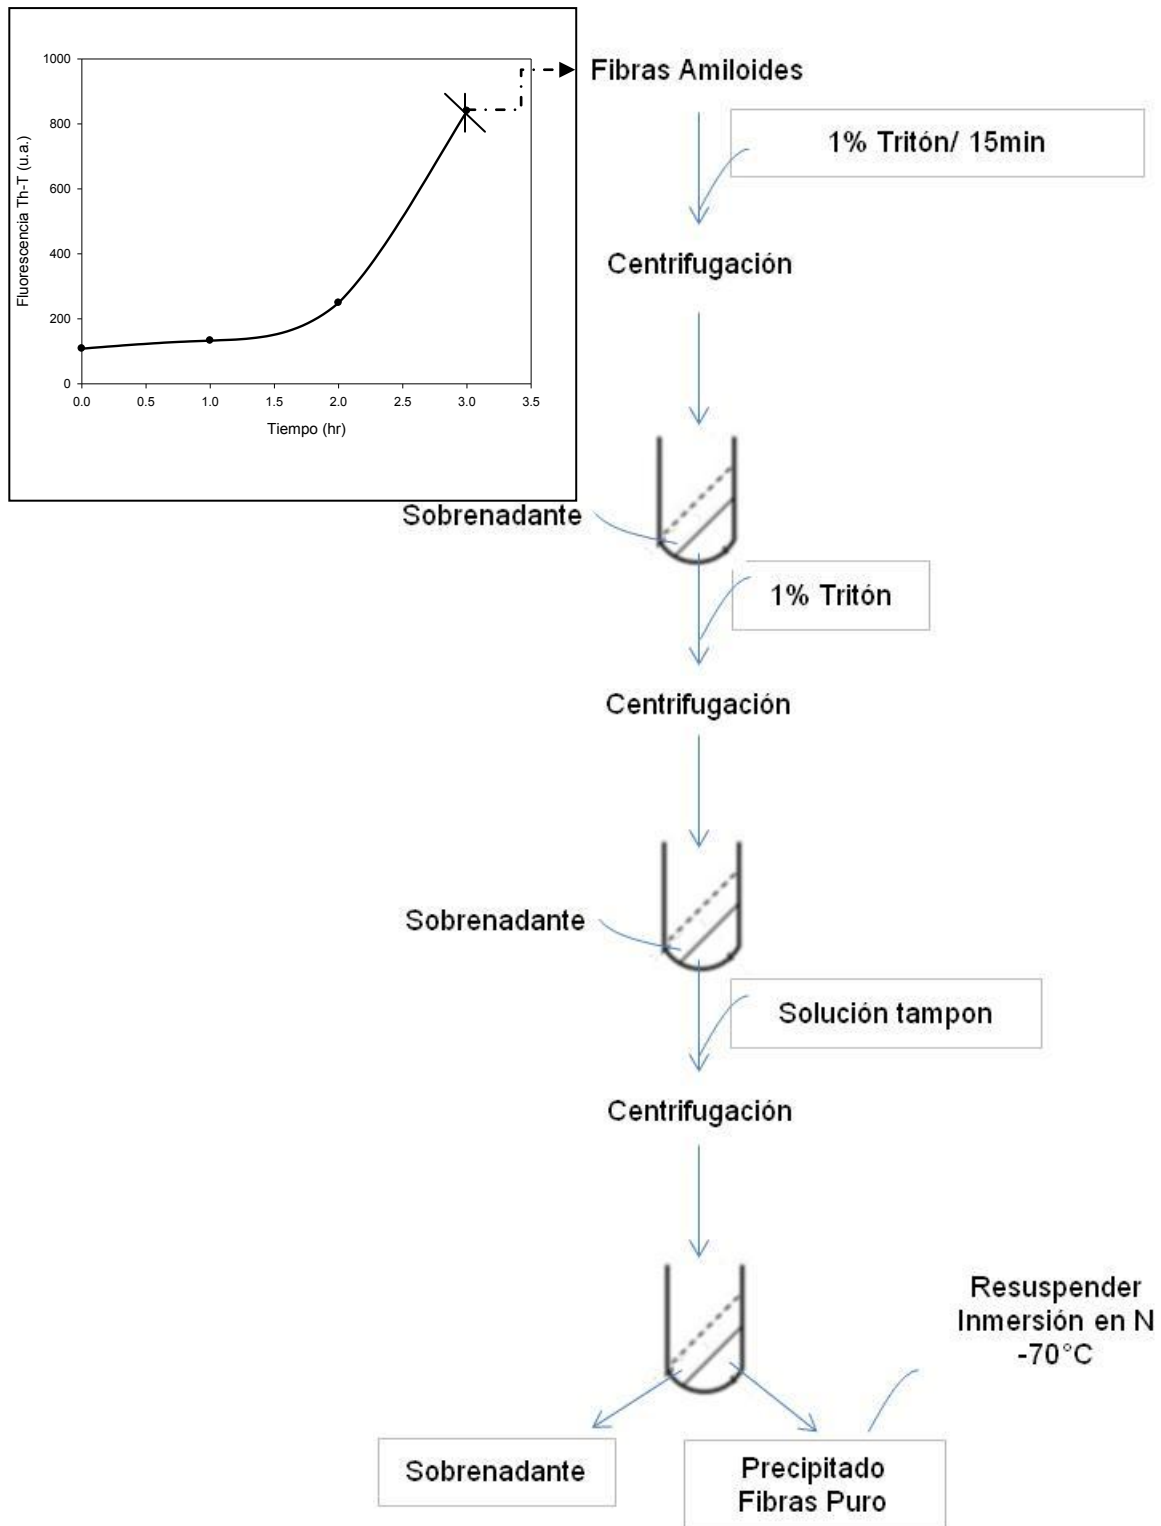 1000
800
600
400
200
0
0.0 0.5 1.0 1.5 2.0 2.5 3.0 3.5
Fluorescencia Th-T (u.a.)
Tiempo (hr)
Fibras Amiloides
1% Tritón/ 15min
Centrifugación
Sobrenadante
1% Tritón
Centrifugación
Sobrenadante
Solución tampon
Centrifugación
Resuspender
Inmersión en N
-70°C
Sobrenadante
Precipitado
Fibras Puro